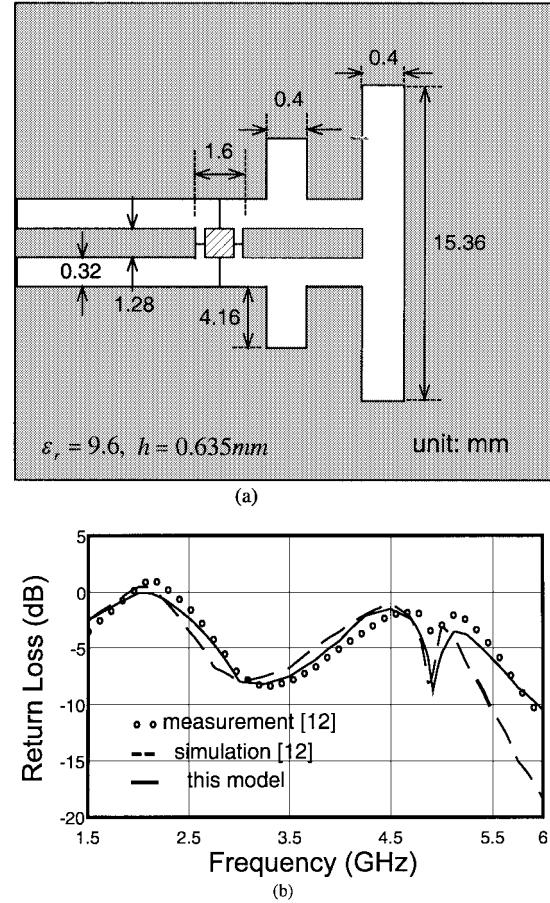 0.4
0.4
1.6
15.36
0.32
1.28
4.16
εr = 9.6, h = 0.635mm
unit: mm
(a)
Return Loss (dB)
5
0
-5
-10
-15
-20
measurement [12]
simulation [12]
this model
1.5
2.5
3.5
4.5
5.5
6
Frequency (GHz)
(b)